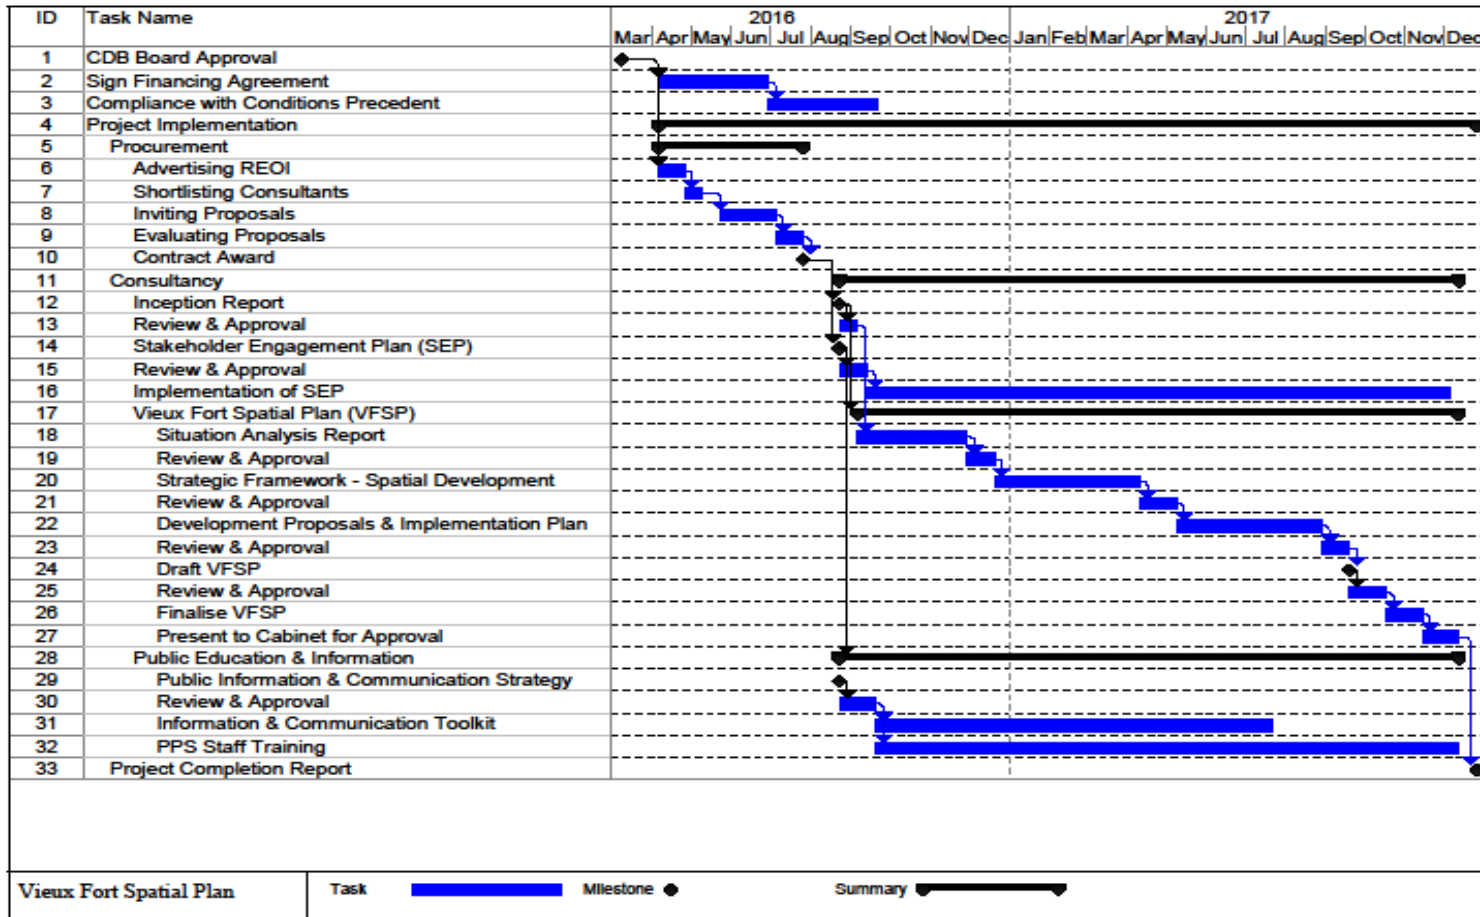 ID Task Name 2016 2017
Mar Apr May Jun Jul Aug Sep Oct Nov Dec Jan Feb Mar Apr May Jun Jul Aug Sep Oct Nov Dec
1 CDB Board Approval
2 Sign Financing Agreement
3 Compliance with Conditions Precedent
4 Project Implementation
5 Procurement
6 Advertising REOI
7 Shortlisting Consultants
8 Inviting Proposals
9 Evaluating Proposals
10 Contract Award
11 Consultancy
12 Inception Report
13 Review & Approval
14 Stakeholder Engagement Plan (SEP)
15 Review & Approval
16 Implementation of SEP
17 Vieux Fort Spatial Plan (VFSP)
18 Situation Analysis Report
19 Review & Approval
20 Strategic Framework - Spatial Development
21 Review & Approval
22 Development Proposals & Implementation Plan
23 Review & Approval
24 Draft VFSP
25 Review & Approval
26 Finalise VFSP
27 Present to Cabinet for Approval
28 Public Education & Information
29 Public Information & Communication Strategy
30 Review & Approval
31 Information & Communication Toolkit
32 PPS Staff Training
33 Project Completion Report
Vieux Fort Spatial Plan Task Milestone Summary